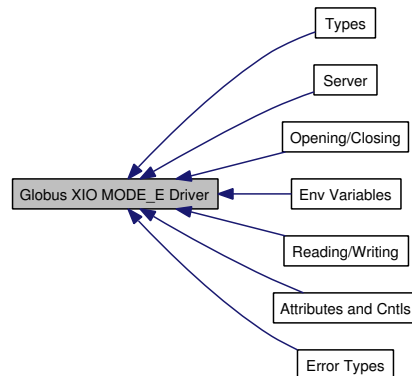 Types
Server
Opening/Closing
Globus XIO MODE_E Driver
Env Variables
Reading/Writing
Attributes and Cntls
Error Types